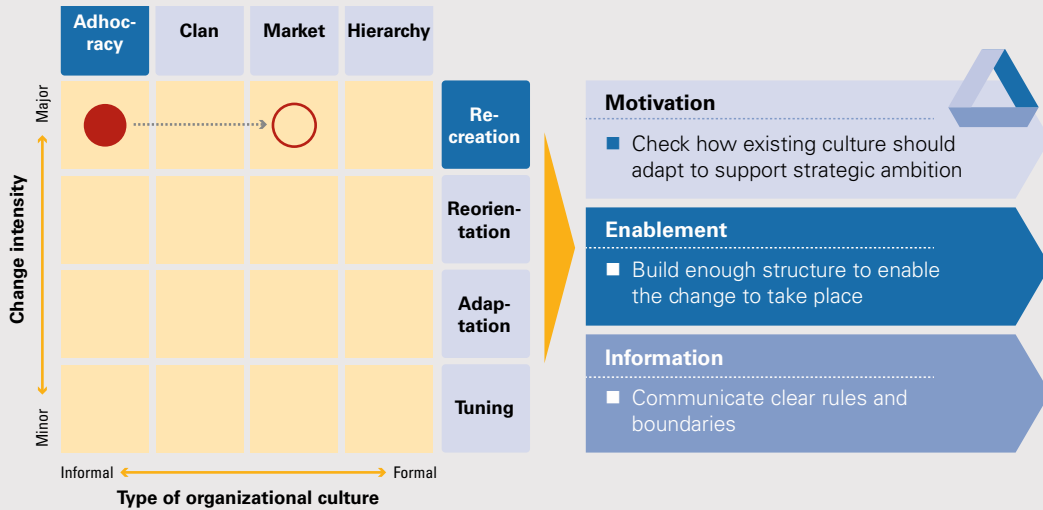 Adhoc-
racy
Clan
Market
Hierarchy
Major
Change intensity
Minor
Re-
creation
Reorien-
tation
Adap-
tation
Tuning
Informal
Formal
Type of organizational culture
Motivation
Check how existing culture should
adapt to support strategic ambition
Enablement
Build enough structure to enable
the change to take place
Information
Communicate clear rules and
boundaries